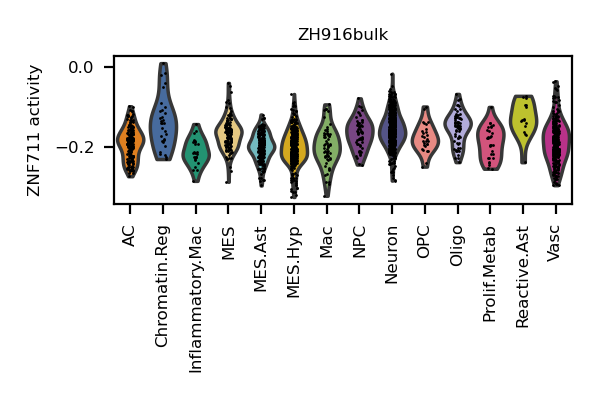 ZH916bulk
ZNF711 activity
0.0
−0.2
AC
Chromatin.Reg
Inflammatory.Mac
MES
MES.Ast
MES.Hyp
Mac
NPC
Neuron
OPC
Oligo
Prolif.Metab
Reactive.Ast
Vasc